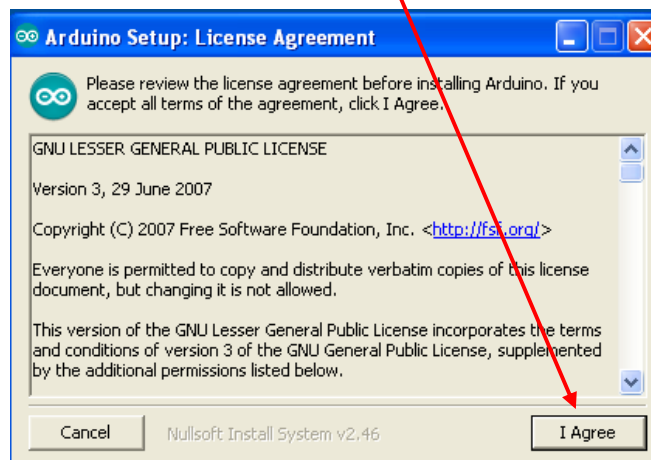 Arduino Setup: License Agreement
Please review the license agreement before installing Arduino. If you
accept all terms of the agreement, click I Agree.
GNU LESSER GENERAL PUBLIC LICENSE
Version 3, 29 June 2007
Copyright (C) 2007 Free Software Foundation, Inc. <http://fsf.org/>
Everyone is permitted to copy and distribute verbatim copies of this license
document, but changing it is not allowed.
This version of the GNU Lesser General Public License incorporates the terms
and conditions of version 3 of the GNU General Public License, supplemented
by the additional permissions listed below.
Cancel
Nullsoft Install System v2.46
I Agree